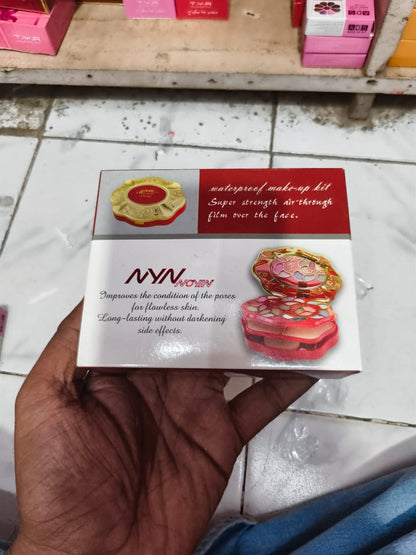 waterproof make-up kit
Super strength air-through
film over the face.
NYN
NOYIN
Improves the condition of the pores
for flawless skin.
Long-lasting without darkening
side effects.